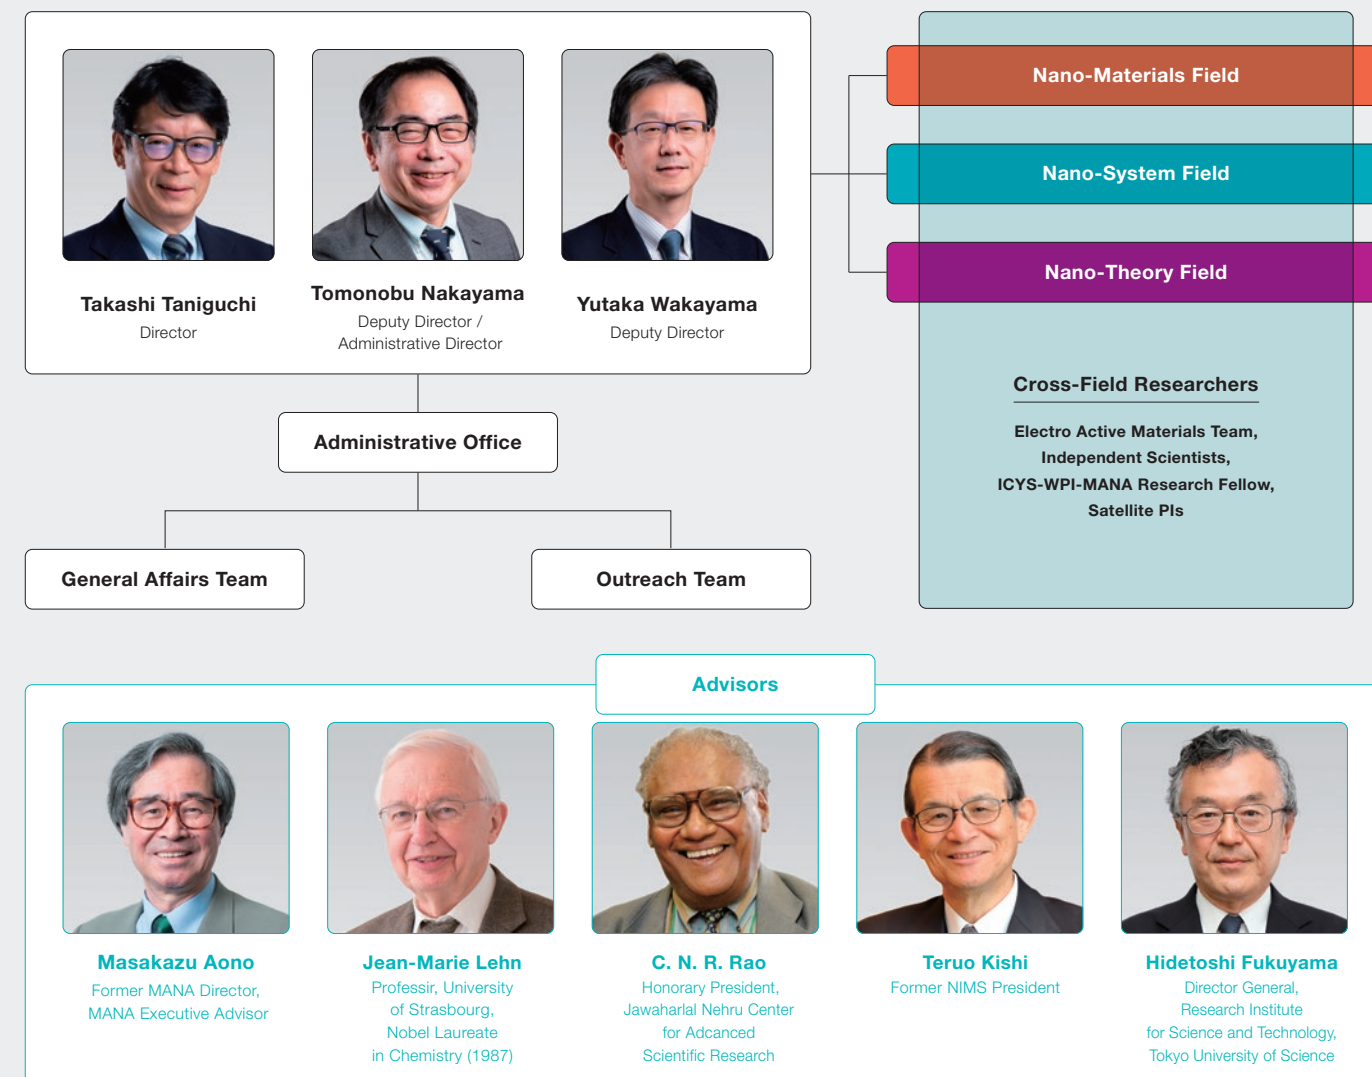 Takashi Taniguchi
Director
Tomonobu Nakayama
Deputy Director /
Administrative Director
Yutaka Wakayama
Deputy Director
Nano-Materials Field
Nano-System Field
Nano-Theory Field
Cross-Field Researchers
Electro Active Materials Team,
Independent Scientists,
ICYS-WPI-MANA Research Fellow,
Satellite PIs
Administrative Office
General Affairs Team
Outreach Team
Advisors
Masakazu Aono
Former MANA Director,
MANA Executive Advisor
Jean-Marie Lehn
Professir, University
of Strasbourg,
Nobel Laureate
in Chemistry (1987)
C. N. R. Rao
Honorary President,
Jawaharlal Nehru Center
for Adcanced
Scientific Research
Teruo Kishi
Former NIMS President
Hidetoshi Fukuyama
Director General,
Research Institute
for Science and Technology,
Tokyo University of Science